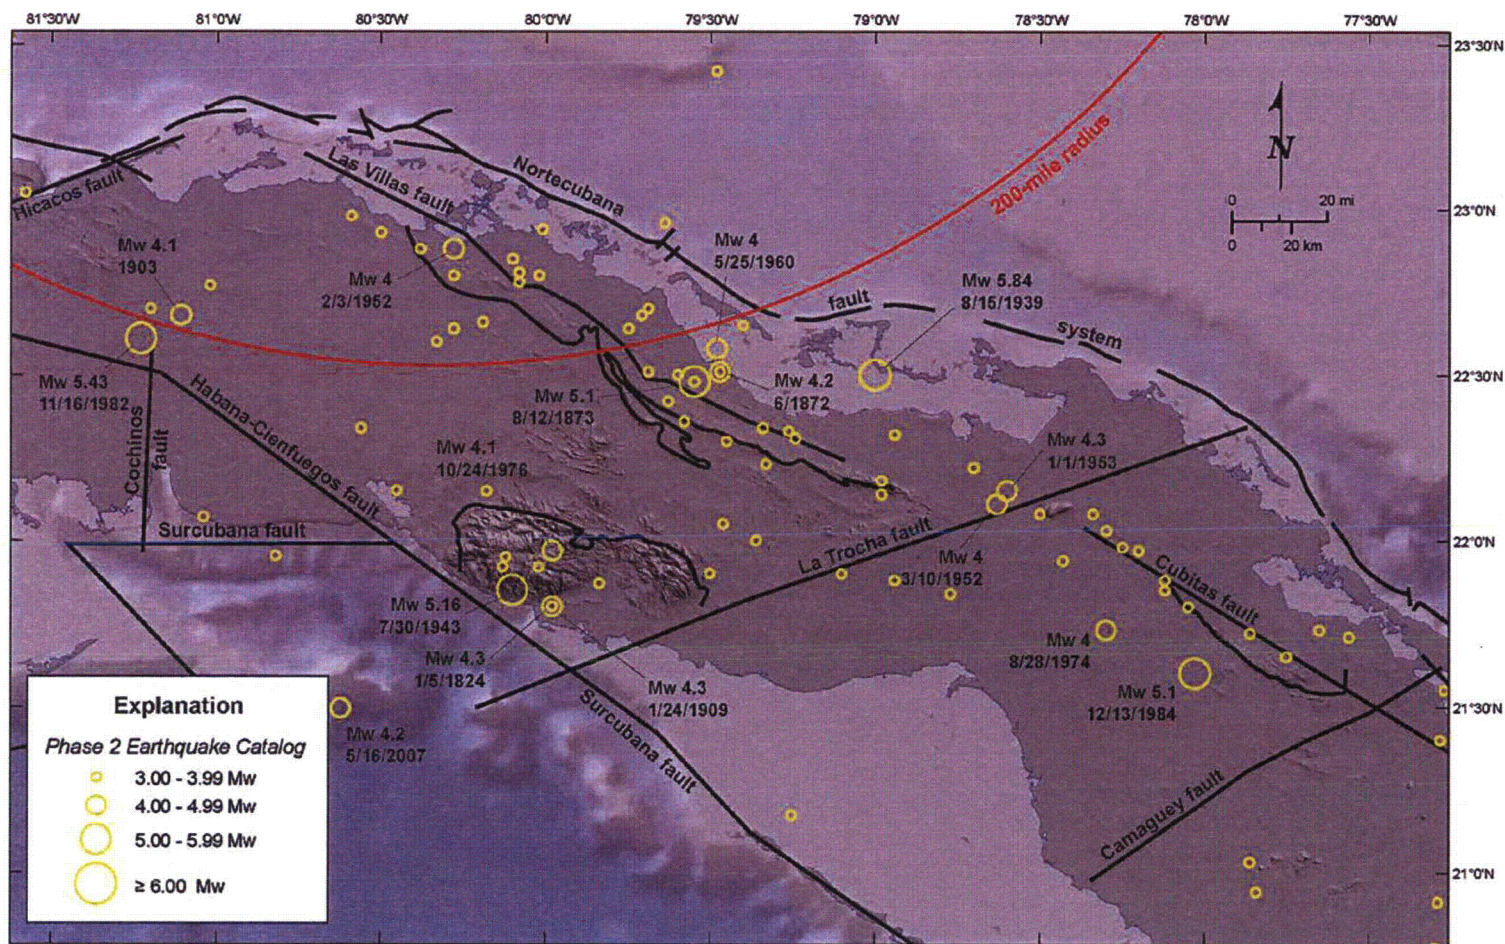 81°30'W 81°0'W 80°30'W 80°0'W 79°30'W 79°0'W 78°30'W 78°0'W 77°30'W
23°30'N
200-mile radius
N
Nortecubana
Las Villas fault
Hicacos fault
0 20 mi
0 20 km
23°0'N
Mw 4.1
1903
Mw 4
5/25/1960
Mw 4
2/3/1952
Mw 5.84
8/15/1939
fault
system
Mw 5.43
11/16/1982
Habana-Cienfuegos fault
Mw 5.1
8/12/1873
Mw 4.2
6/1872
22°30'N
Cochinos
fault
Mw 4.1
10/24/1976
Mw 4.3
1/1/1953
Surcubana fault
La Trocha fault
22°0'N
Mw 4
3/10/1952
Cubitas fault
Mw 5.16
7/30/1943
Mw 4.3
1/5/1824
Mw 4.3
1/24/1909
Mw 4
8/28/1974
Mw 5.1
12/13/1984
21°30'N
Surcubana fault
Mw 4.2
5/16/2007
Camaguey fault
21°0'N
Explanation
Phase 2 Earthquake Catalog
3.00 - 3.99 Mw
4.00 - 4.99 Mw
5.00 - 5.99 Mw
≥ 6.00 Mw